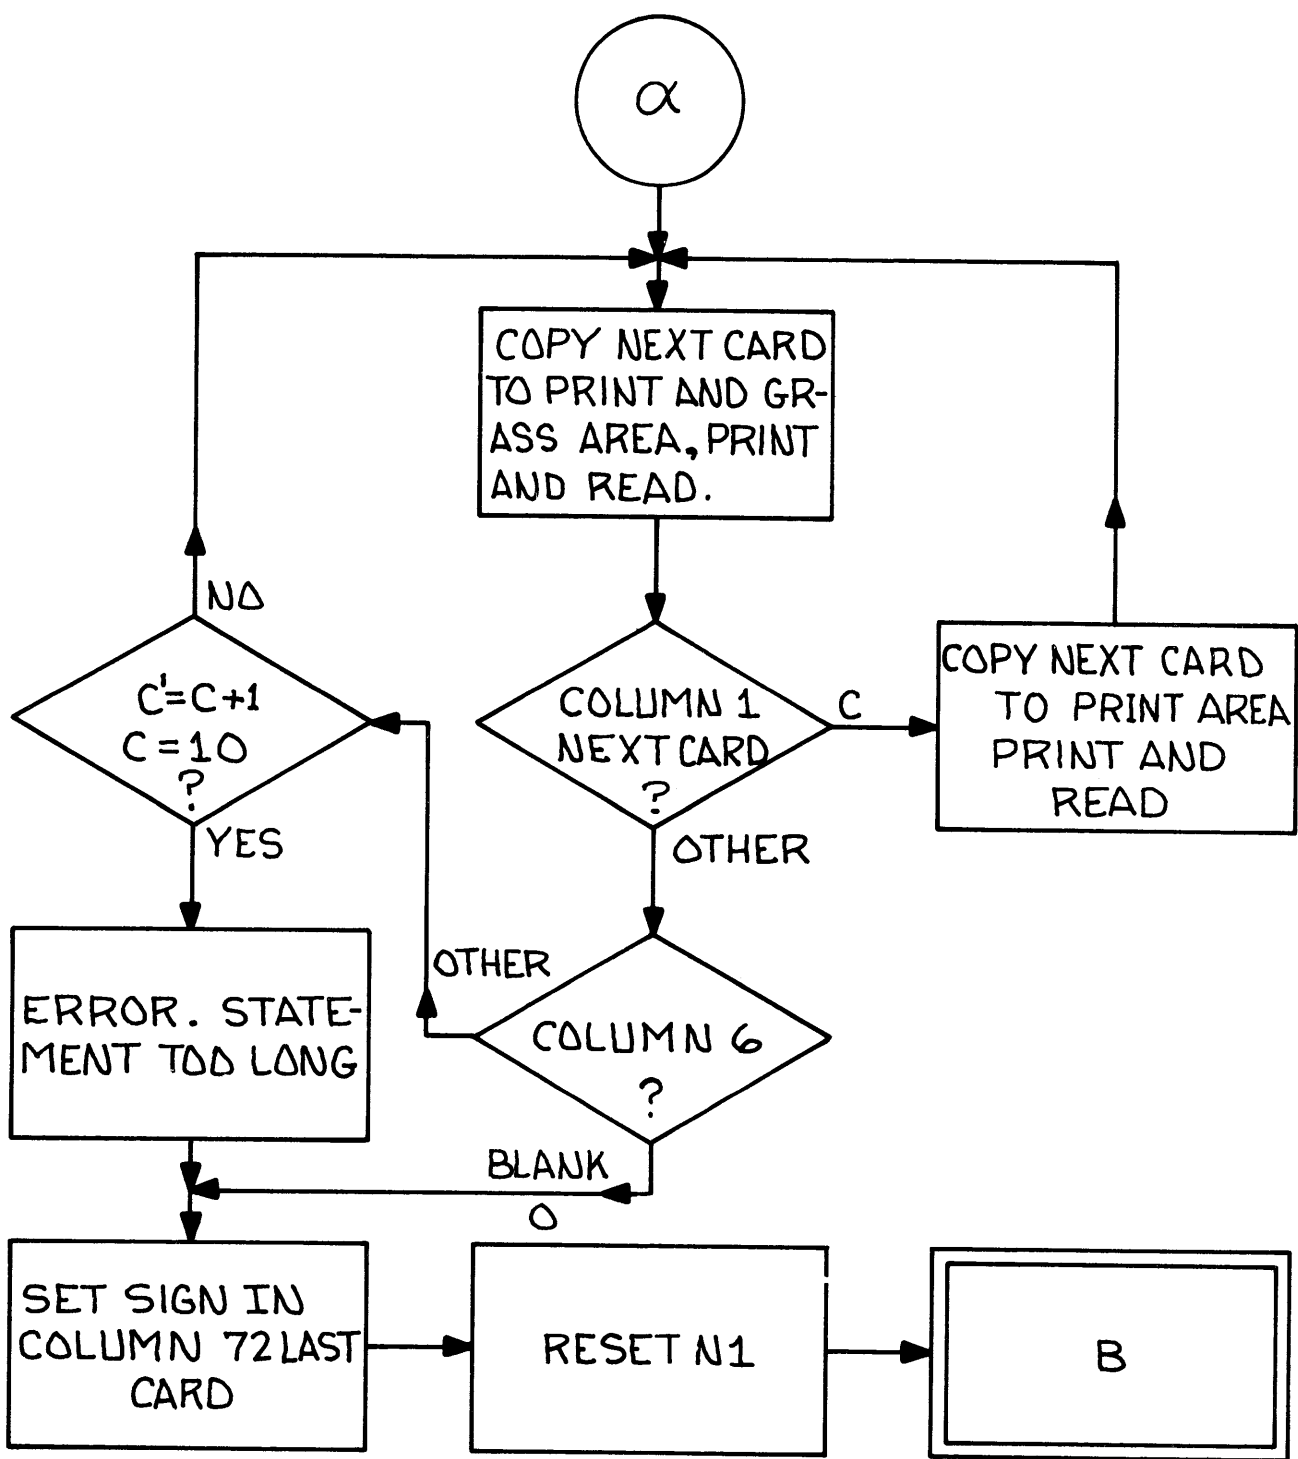 α
COPY NEXT CARD
TO PRINT AND GR-
ASS AREA, PRINT
AND READ.
NO
C'=C+1
C=10
?
YES
COLUMN 1
NEXT CARD
?
C
OTHER
COPY NEXT CARD
TO PRINT AREA
PRINT AND
READ
ERROR. STATE-
MENT TOO LONG
OTHER
COLUMN 6
?
BLANK
O
SET SIGN IN
COLUMN 72 LAST
CARD
RESET N1
B